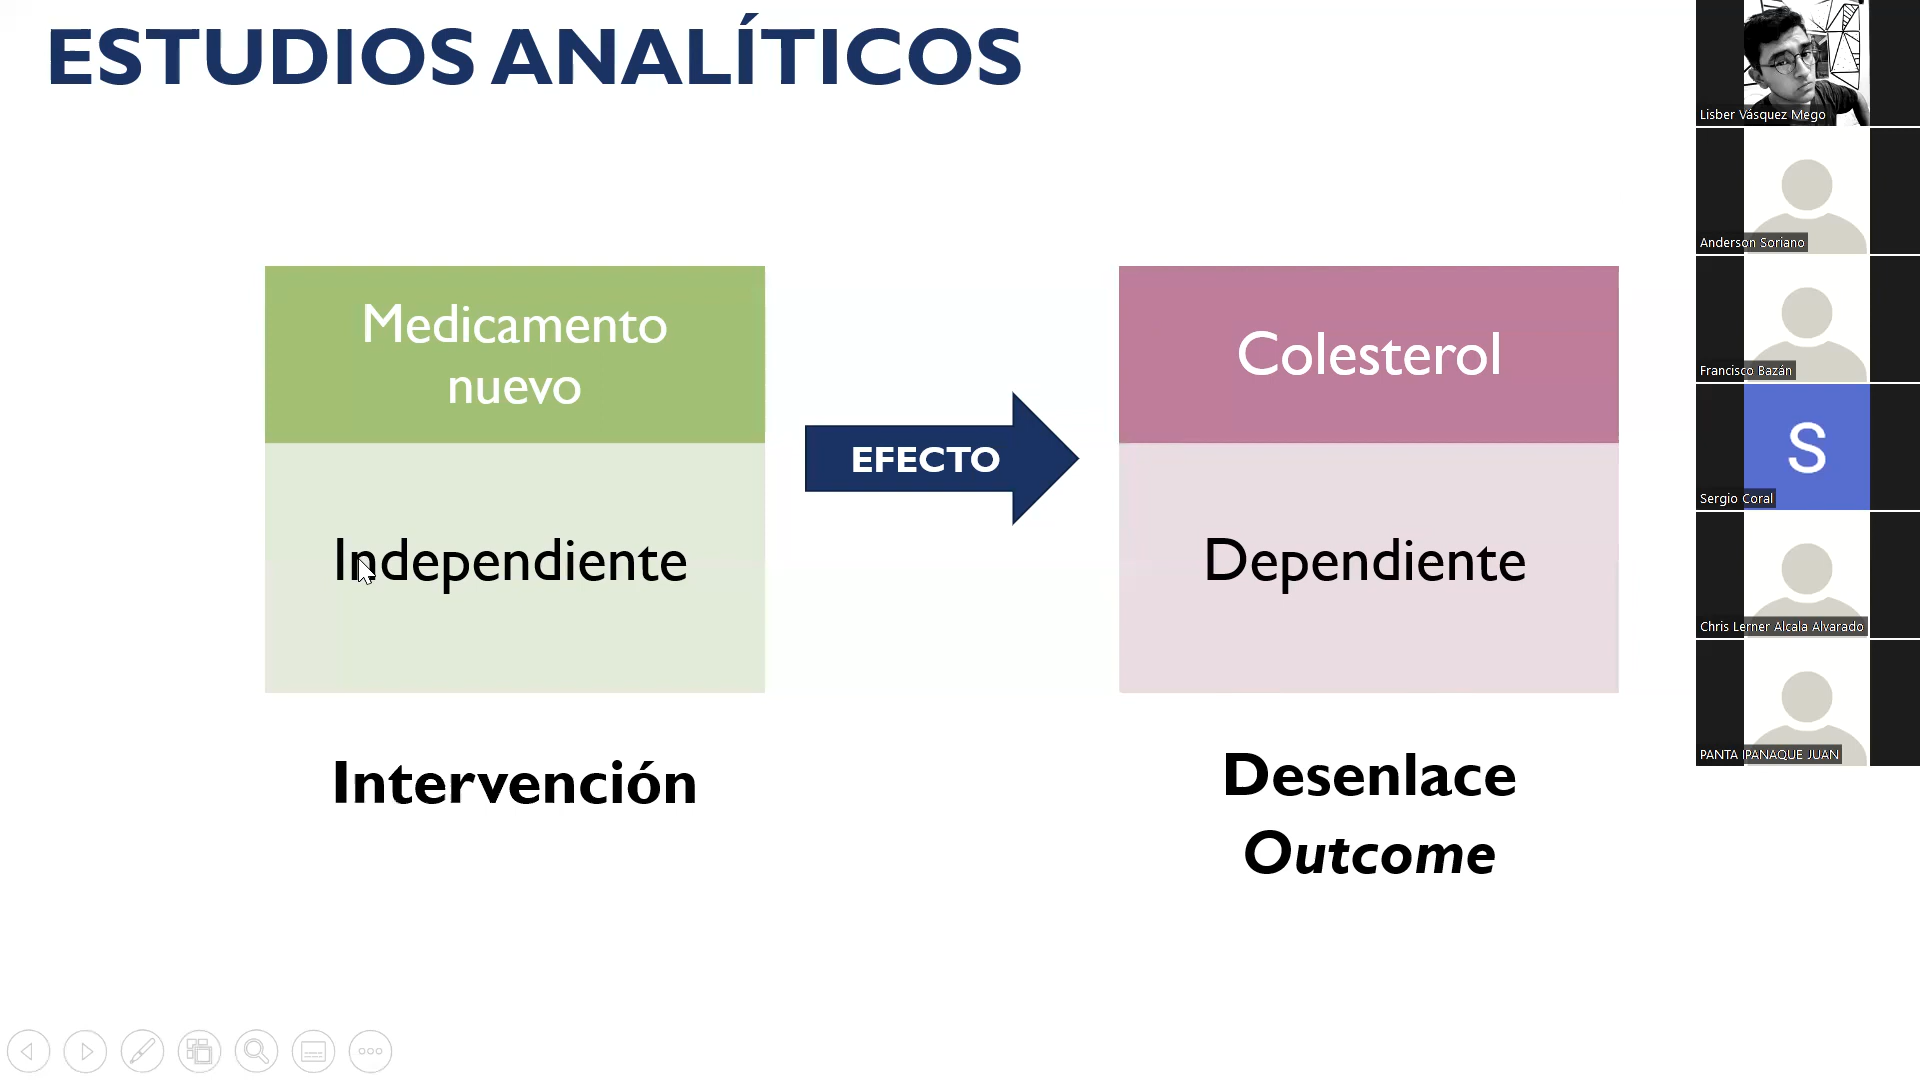 ESTUDIOS ANALÍTICOS
Medicamento
nuevo
Independiente
Intervención
EFECTO
Colesterol
Dependiente
Desenlace
Outcome
Lisber Vásquez Mego
Anderson Soriano
Francisco Bazán
S
Sergio Coral
Chris Lerner Alcala Alvarado
PANTA IPANAQUE JUAN